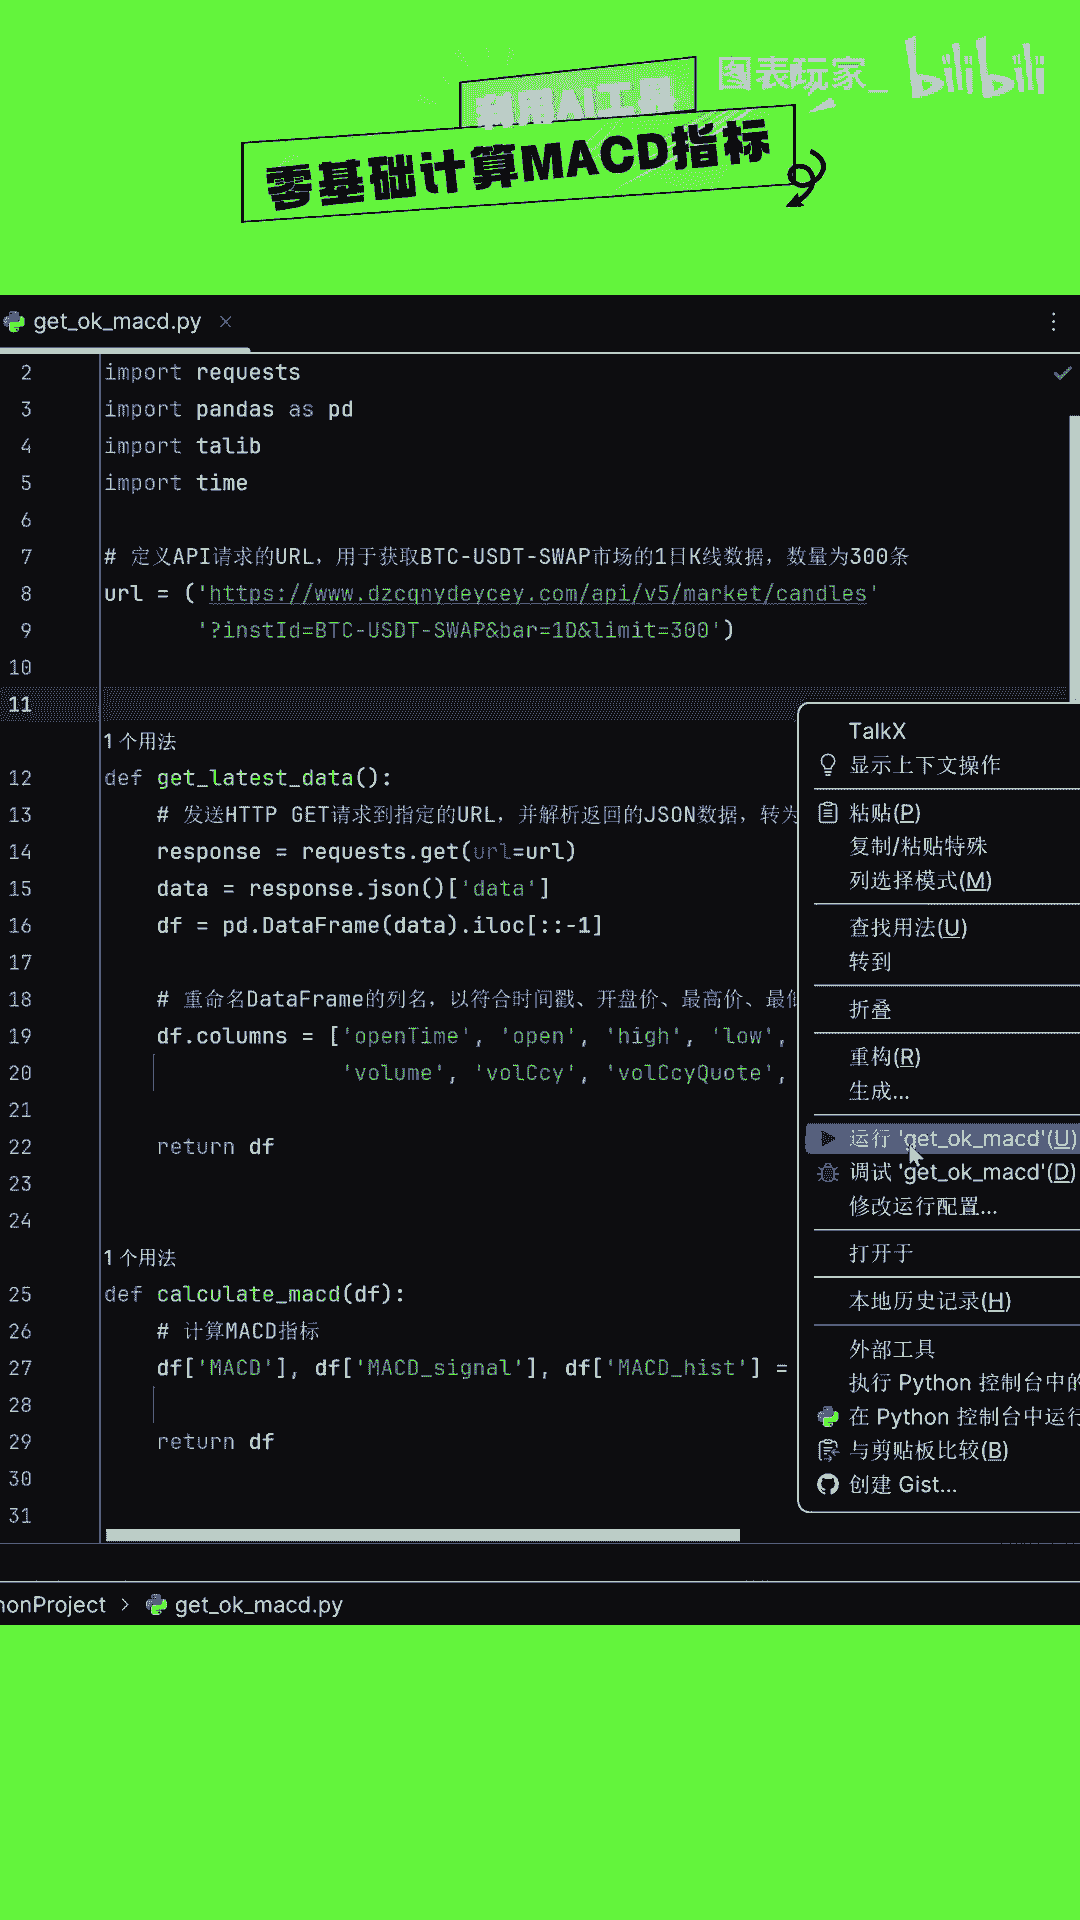 图表玩家_ bilibili
利用AI工具
零基础计算MACD指标
get_ok_macd.py
2 import requests
3 import pandas as pd
4 import talib
5 import time
6
7 # 定义API请求的URL，用于获取BTC-USDT-SWAP市场的1日K线数据，数量为300条
8 url = ('https://www.dzcqnydeycey.com/api/v5/market/candles'
9 '?instId=BTC-USDT-SWAP&bar=1D&limit=300')
10
11
1 个用法
12 def get_latest_data():
13 # 发送HTTP GET请求到指定的URL，并解析返回的JSON数据，转为
14 response = requests.get(url=url)
15 data = response.json()['data']
16 df = pd.DataFrame(data).iloc[::-1]
17
18 # 重命名DataFrame的列名，以符合时间戳、开盘价、最高价、最
19 df.columns = ['openTime', 'open', 'high', 'low',
20 'volume', 'volCcy', 'volCcyQuote',
21
22 return df
23
24
1 个用法
25 def calculate_macd(df):
26 # 计算MACD指标
27 df['MACD'], df['MACD_signal'], df['MACD_hist'] =
28
29 return df
30
31
TalkX
显示上下文操作
粘贴(P)
复制/粘贴特殊
列选择模式(M)
查找用法(U)
转到
折叠
重构(R)
生成...
运行 'get_ok_macd'(U)
调试 'get_ok_macd'(D)
修改运行配置...
打开于
本地历史记录(H)
外部工具
执行 Python 控制台中的
在 Python 控制台中运行
与剪贴板比较(B)
创建 Gist...
honProject > get_ok_macd.py